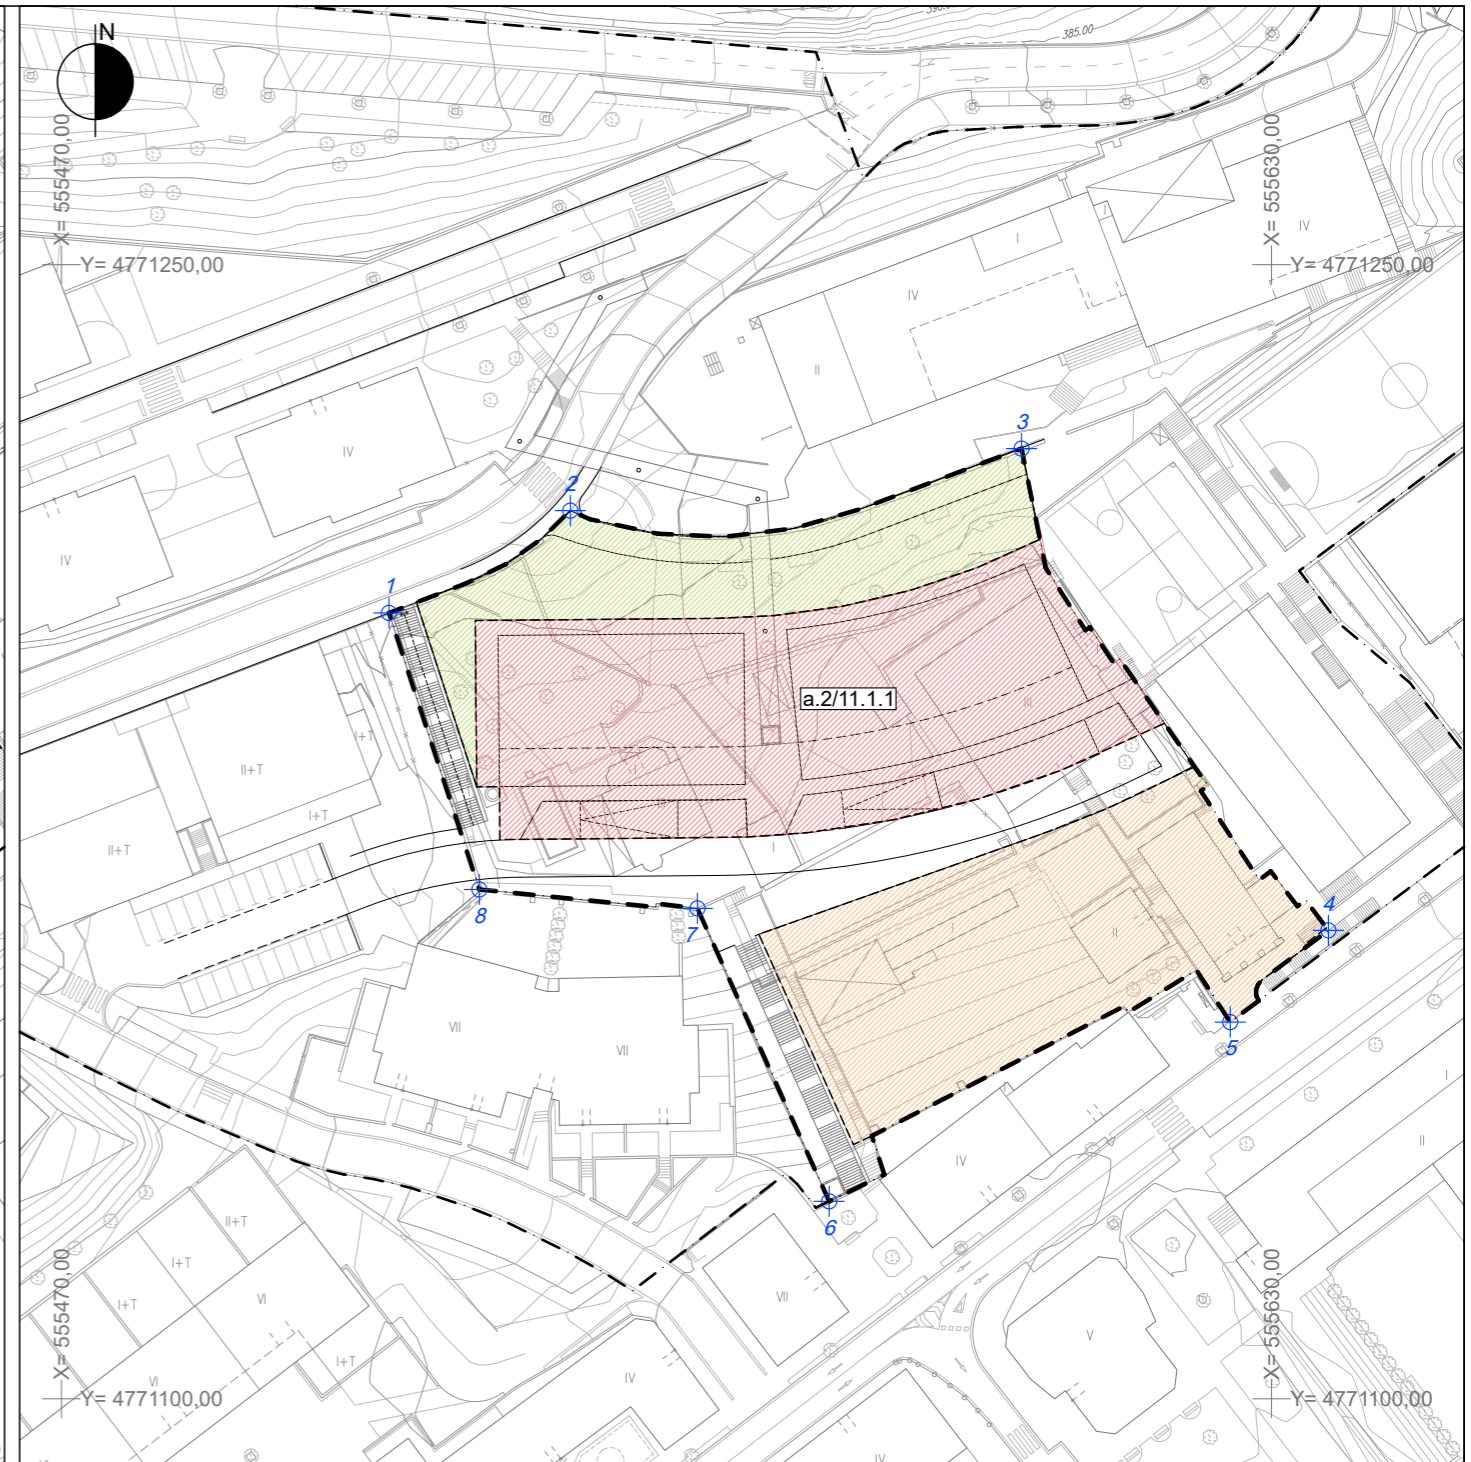 N
390.00
385.00
X= 555470,00
X= 555630,00
Y= 4771250,00
Y= 4771250,00
I
IV
I
IV
II
3
IV
2
IV
1
a.2/11.1.1
III
I+T
II+T
I+T
II+T
I
I
II
4
8
7
5
VII
VII
IV
6
I
II
II+T
I+T
I+T
VI
VII
V
I+T
VI
IV
IV
X= 555470,00
X= 555630,00
Y= 4771100,00
Y= 4771100,00